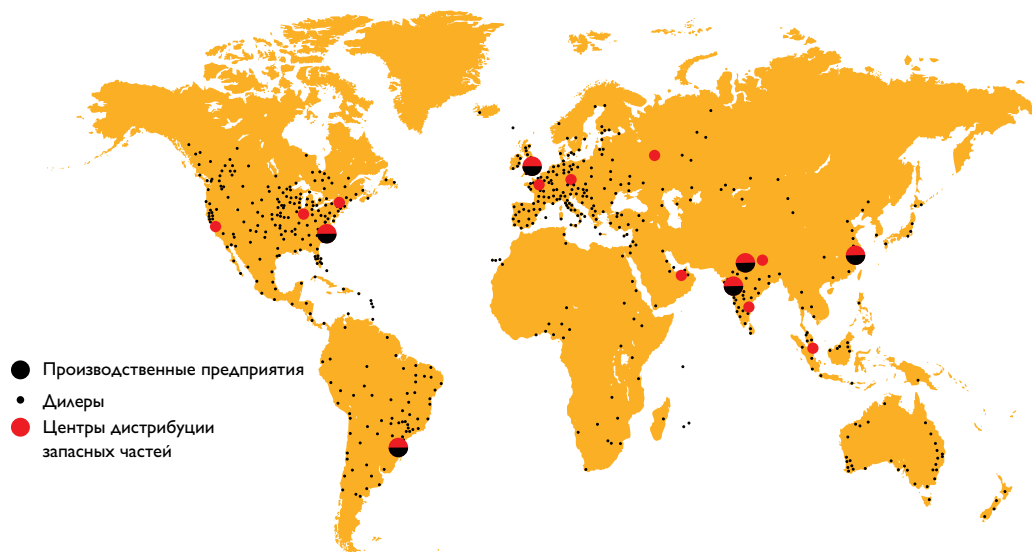 Производственные предприятия
Дилеры
Центры дистрибуции
запасных частей